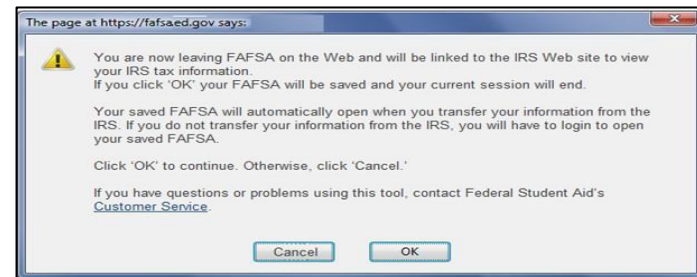 The page at https://fafsa.ed.gov says:
You are now leaving FAFSA on the Web and will be linked to the IRS Web site to view
your IRS tax information.
If you click 'OK' your FAFSA will be saved and your current session will end.
Your saved FAFSA will automatically open when you transfer your information from the
IRS. If you do not transfer your information from the IRS, you will have to login to open
your saved FAFSA.
Click 'OK' to continue. Otherwise, click 'Cancel.'
If you have questions or problems using this tool, contact Federal Student Aid's
Customer Service.
Cancel OK